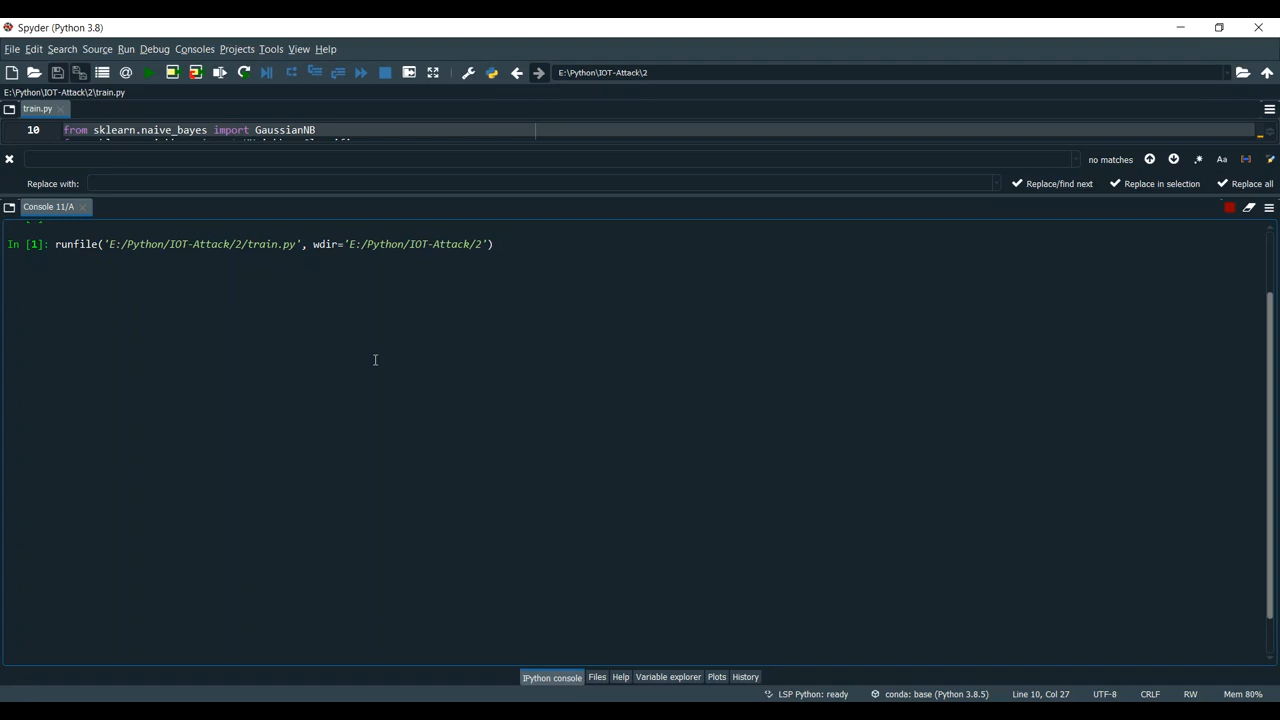 Spyder (Python 3.8)
File Edit Search Source Run Debug Consoles Projects Tools View Help
E:\Python\IOT-Attack\2
E:\Python\IOT-Attack\2\train.py
train.py
10 from sklearn.naive_bayes import GaussianNB
no matches Aa
Replace with: Replace/find next Replace in selection Replace all
Console 11/A
In [1]: runfile('E:/Python/IOT-Attack/2/train.py', wdir='E:/Python/IOT-Attack/2')
IPython console Files Help Variable explorer Plots History
LSP Python: ready conda: base (Python 3.8.5) Line 10, Col 27 UTF-8 CRLF RW Mem 80%